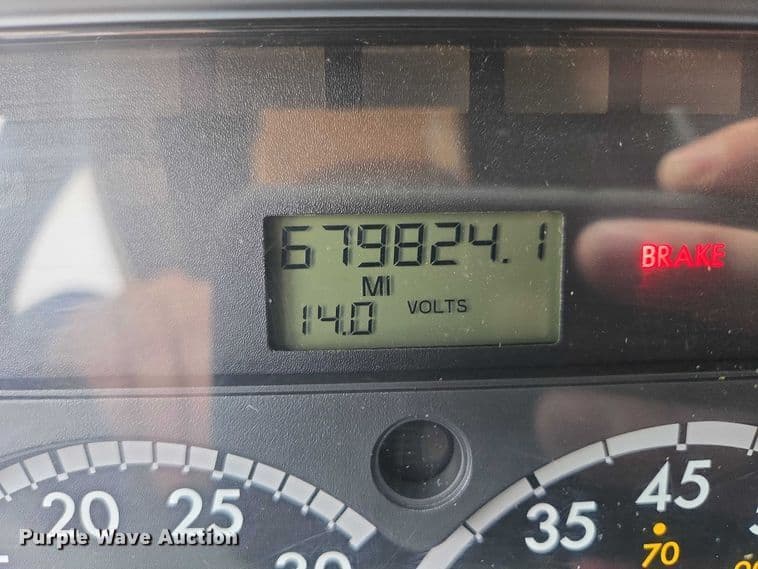 679824.1
BRAKE
MI
14.0 VOLTS
20 25
35 45
70
Purple Wave Auction